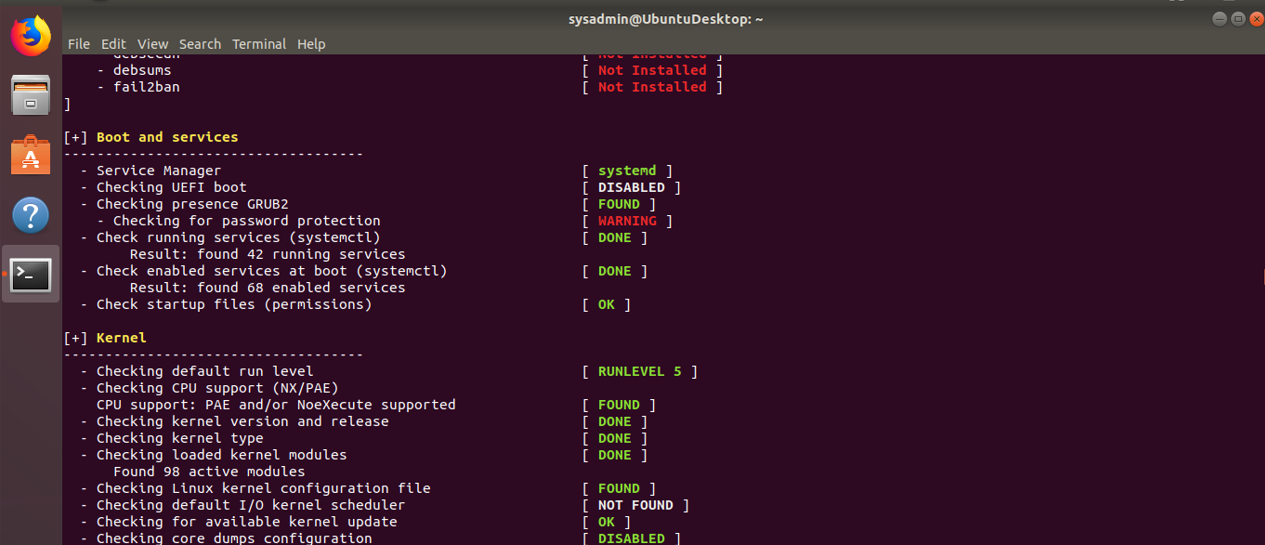 sysadmin@UbuntuDesktop: ~
File Edit View Search Terminal Help
- debsecan [ Not Installed ]
- debsums [ Not Installed ]
- fail2ban [ Not Installed ]
]
[+] Boot and services
------------------------------------
- Service Manager [ systemd ]
- Checking UEFI boot [ DISABLED ]
- Checking presence GRUB2 [ FOUND ]
- Checking for password protection [ WARNING ]
- Check running services (systemctl) [ DONE ]
Result: found 42 running services
- Check enabled services at boot (systemctl) [ DONE ]
Result: found 68 enabled services
- Check startup files (permissions) [ OK ]
[+] Kernel
------------------------------------
- Checking default run level [ RUNLEVEL 5 ]
- Checking CPU support (NX/PAE)
CPU support: PAE and/or NoeXecute supported [ FOUND ]
- Checking kernel version and release [ DONE ]
- Checking kernel type [ DONE ]
- Checking loaded kernel modules [ DONE ]
Found 98 active modules
- Checking Linux kernel configuration file [ FOUND ]
- Checking default I/O kernel scheduler [ NOT FOUND ]
- Checking for available kernel update [ OK ]
- Checking core dumps configuration [ DISABLED ]